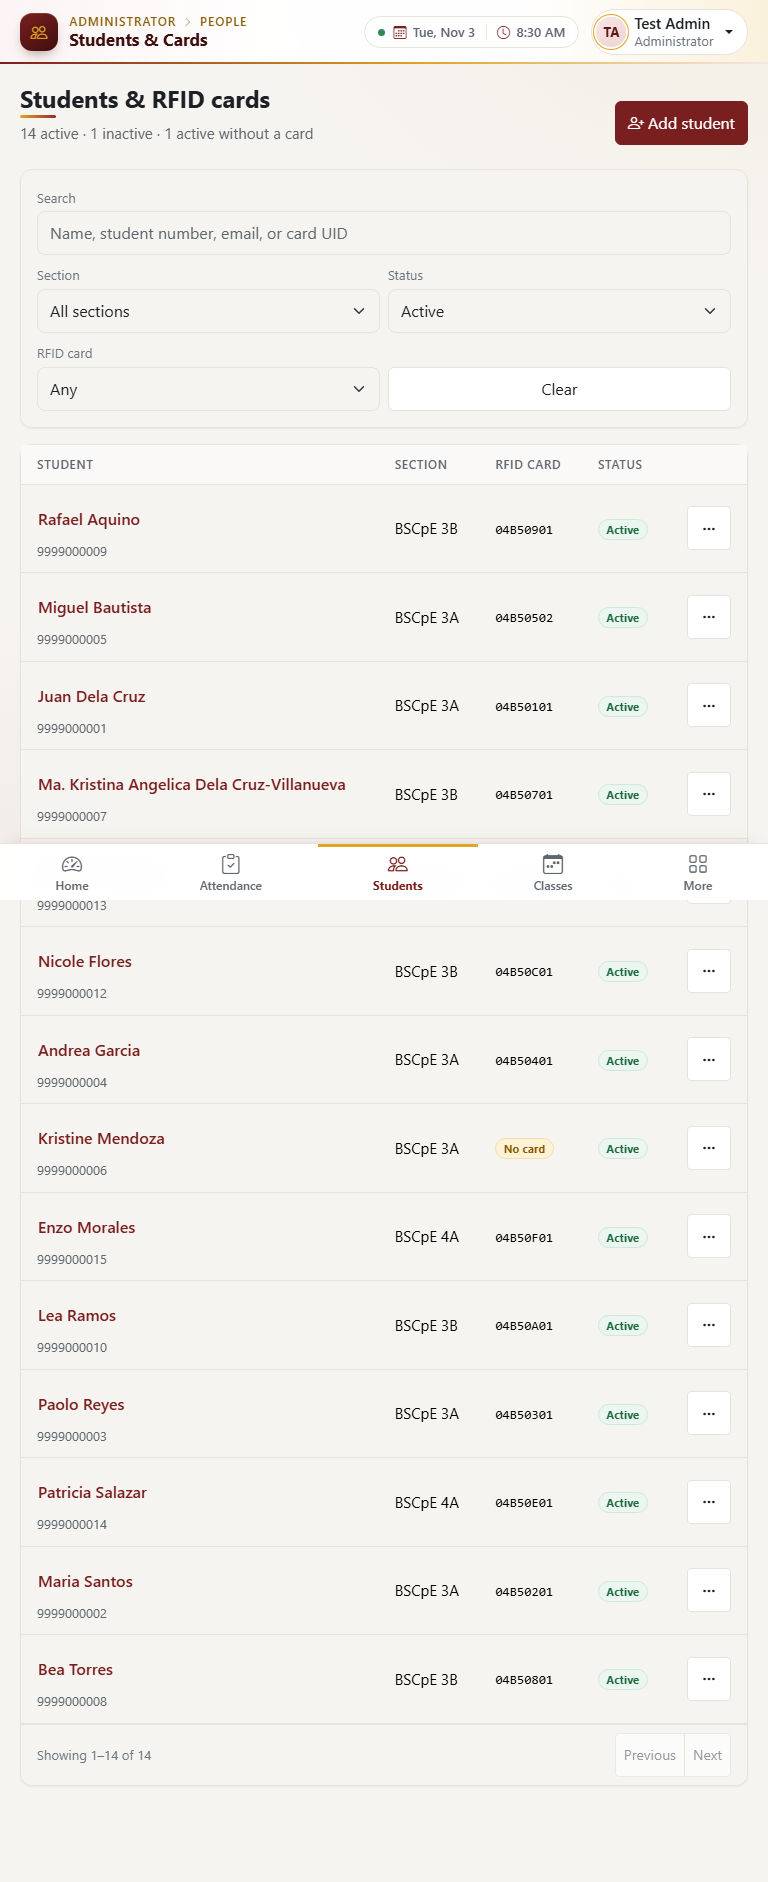 ADMINISTRATOR > PEOPLE
Students & Cards
Tue, Nov 3
8:30 AM
TA
Test Admin
Administrator
Students & RFID cards
14 active · 1 inactive · 1 active without a card
Add student
Search
Name, student number, email, or card UID
Section
Status
All sections
Active
RFID card
Any
Clear
STUDENT SECTION RFID CARD STATUS
Rafael Aquino
9999000009
BSCpE 3B 04B50901 Active
Miguel Bautista
9999000005
BSCpE 3A 04B50502 Active
Juan Dela Cruz
9999000001
BSCpE 3A 04B50101 Active
Ma. Kristina Angelica Dela Cruz-Villanueva
9999000007
BSCpE 3B 04B50701 Active
Home Attendance Students Classes More
9999000013
Nicole Flores
9999000012
BSCpE 3B 04B50C01 Active
Andrea Garcia
9999000004
BSCpE 3A 04B50401 Active
Kristine Mendoza
9999000006
BSCpE 3A No card Active
Enzo Morales
9999000015
BSCpE 4A 04B50F01 Active
Lea Ramos
9999000010
BSCpE 3B 04B50A01 Active
Paolo Reyes
9999000003
BSCpE 3A 04B50301 Active
Patricia Salazar
9999000014
BSCpE 4A 04B50E01 Active
Maria Santos
9999000002
BSCpE 3A 04B50201 Active
Bea Torres
9999000008
BSCpE 3B 04B50801 Active
Showing 1–14 of 14
Previous Next